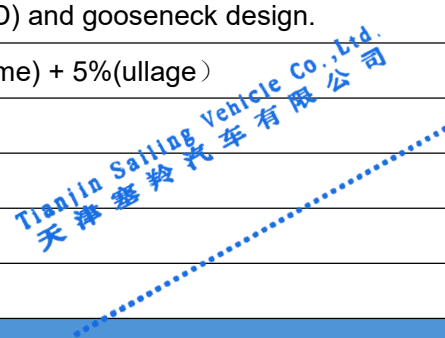 D) and gooseneck design.
me) + 5%(ullage）
Tianjin Sailing Vehicle Co.,Ltd.
天津塞羚汽车有限公司